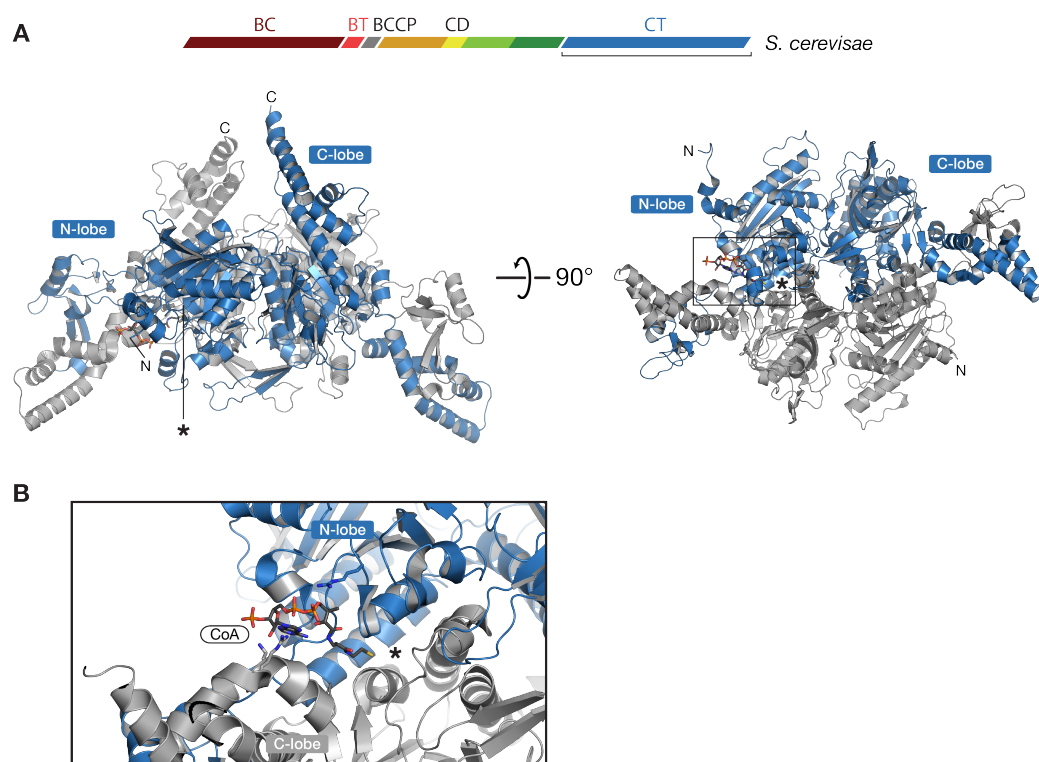 A
BC BT BCCP CD CT
S. cerevisae
C C
C-lobe
N-lobe
N
*
90°
N
C-lobe
N-lobe
*
N
B
N-lobe
CoA
*
C-lobe